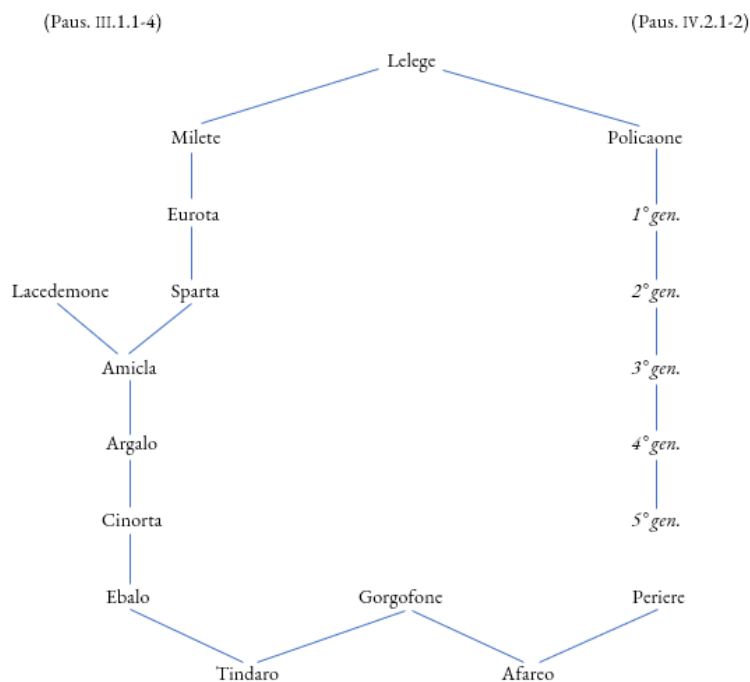 (Paus. III.1.1-4) (Paus. IV.2.1-2)
Lelege
Milete Policaone
Eurota 1° gen.
Lacedemone Sparta 2° gen.
Amicla 3° gen.
Argalo 4° gen.
Cinorta 5° gen.
Ebalo Gorgofone Periere
Tindaro Afareo